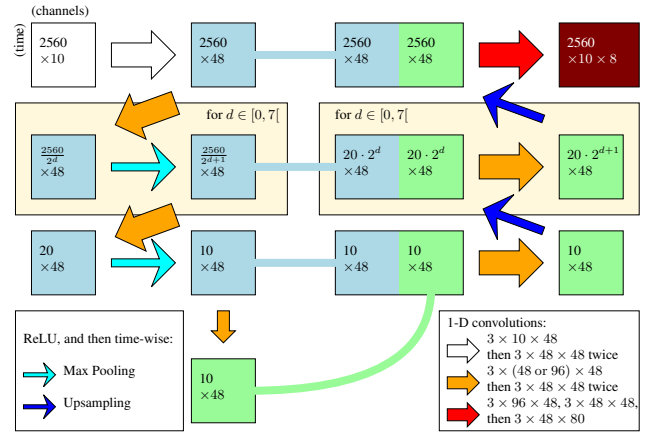 (channels)
(time)
2560
×10
2560
×48
2560
×48
2560
×48
2560
×10 × 8
for d ∈ [0, 7[
for d ∈ [0, 7[
2560/2^d
×48
2560/2^{d+1}
×48
20 · 2^d
×48
20 · 2^d
×48
20 · 2^{d+1}
×48
20
×48
10
×48
10
×48
10
×48
10
×48
10
×48
ReLU, and then time-wise:
Max Pooling
Upsampling
1-D convolutions:
3 × 10 × 48
then 3 × 48 × 48 twice
3 × (48 or 96) × 48
then 3 × 48 × 48 twice
3 × 96 × 48, 3 × 48 × 48,
then 3 × 48 × 80